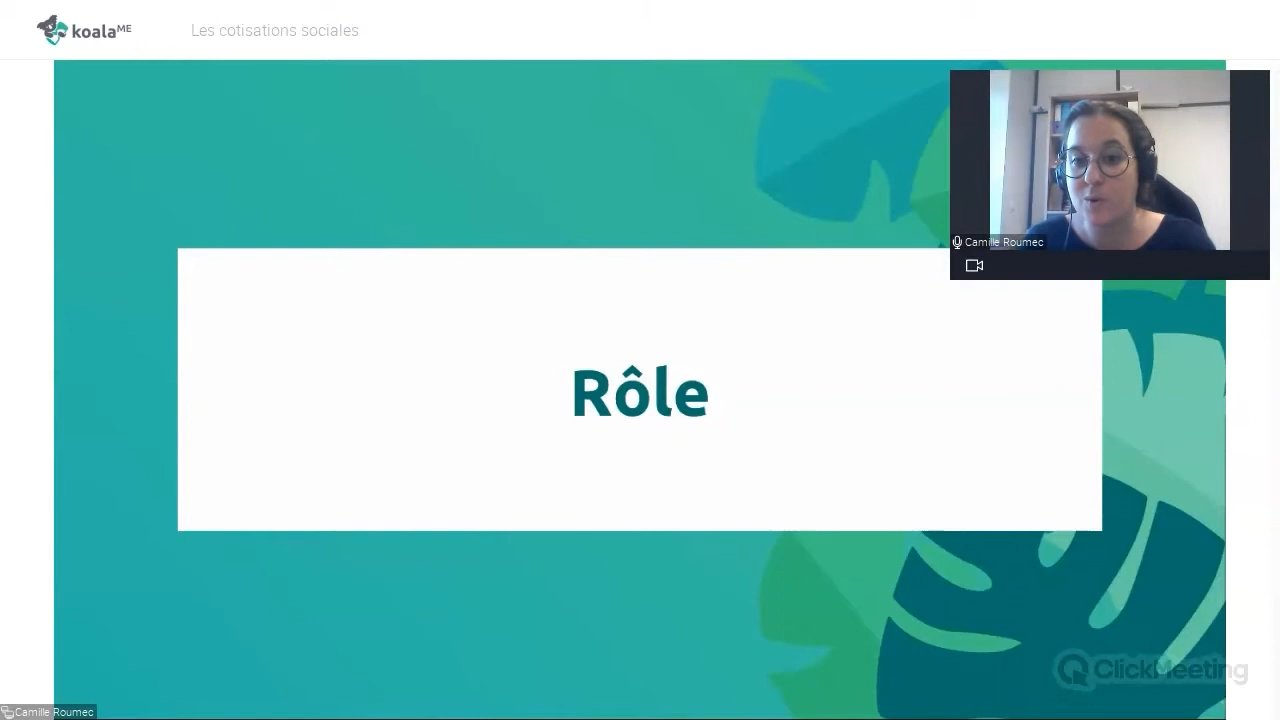 koalaME
Les cotisations sociales
Camille Roumec
Rôle
ClickMeeting
Camille Roumec